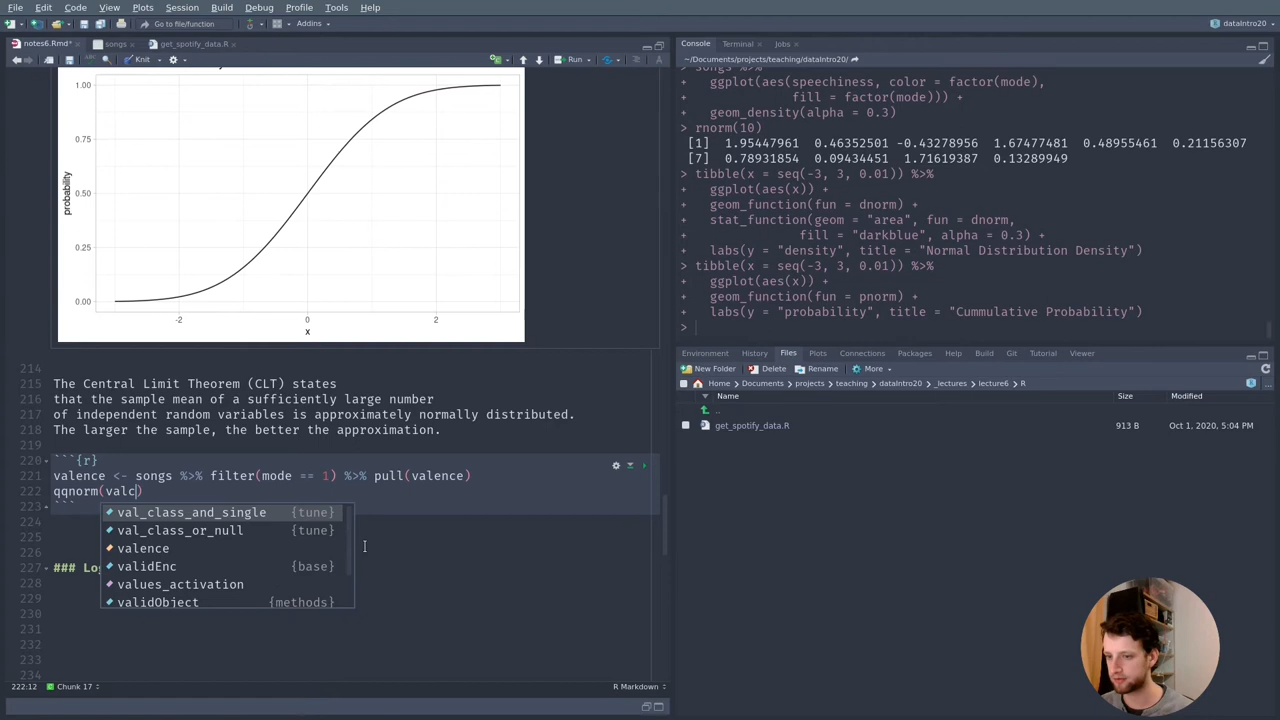 File Edit Code View Plots Session Build Debug Profile Tools Help
Go to file/function Addins dataIntro20
notes6.Rmd* songs get_spotify_data.R
Knit Run
1.00
0.75
0.50
0.25
0.00
probability
-2 0 2
x
214
215 The Central Limit Theorem (CLT) states
216 that the sample mean of a sufficiently large number
217 of independent random variables is approximately normally distributed.
218 The larger the sample, the better the approximation.
219
220 ```{r}
221 valence <- songs %>% filter(mode == 1) %>% pull(valence)
222 qqnorm(valc)
223 ```
224
225
226
227 ### Lo
228
229
230
231
232
233
234
val_class_and_single {tune}
val_class_or_null {tune}
valence
validEnc {base}
values_activation
validObject {methods}
222:12 Chunk 17 R Markdown
Console Terminal Jobs
~/Documents/projects/teaching/dataIntro20/
songs %>%
+ ggplot(aes(speechiness, color = factor(mode),
+ fill = factor(mode))) +
+ geom_density(alpha = 0.3)
> rnorm(10)
[1] 1.95447961 0.46352501 -0.43278956 1.67477481 0.48955461 0.21156307
[7] 0.78931854 0.09434451 1.71619387 0.13289949
> tibble(x = seq(-3, 3, 0.01)) %>%
+ ggplot(aes(x)) +
+ geom_function(fun = dnorm) +
+ stat_function(geom = "area", fun = dnorm,
+ fill = "darkblue", alpha = 0.3) +
+ labs(y = "density", title = "Normal Distribution Density")
> tibble(x = seq(-3, 3, 0.01)) %>%
+ ggplot(aes(x)) +
+ geom_function(fun = pnorm) +
+ labs(y = "probability", title = "Cummulative Probability")
>
Environment History Files Plots Connections Packages Help Build Git Tutorial Viewer
New Folder Delete Rename More
Home Documents projects teaching dataIntro20 _lectures lecture6 R
Name Size Modified
..
get_spotify_data.R 913 B Oct 1, 2020, 5:04 PM